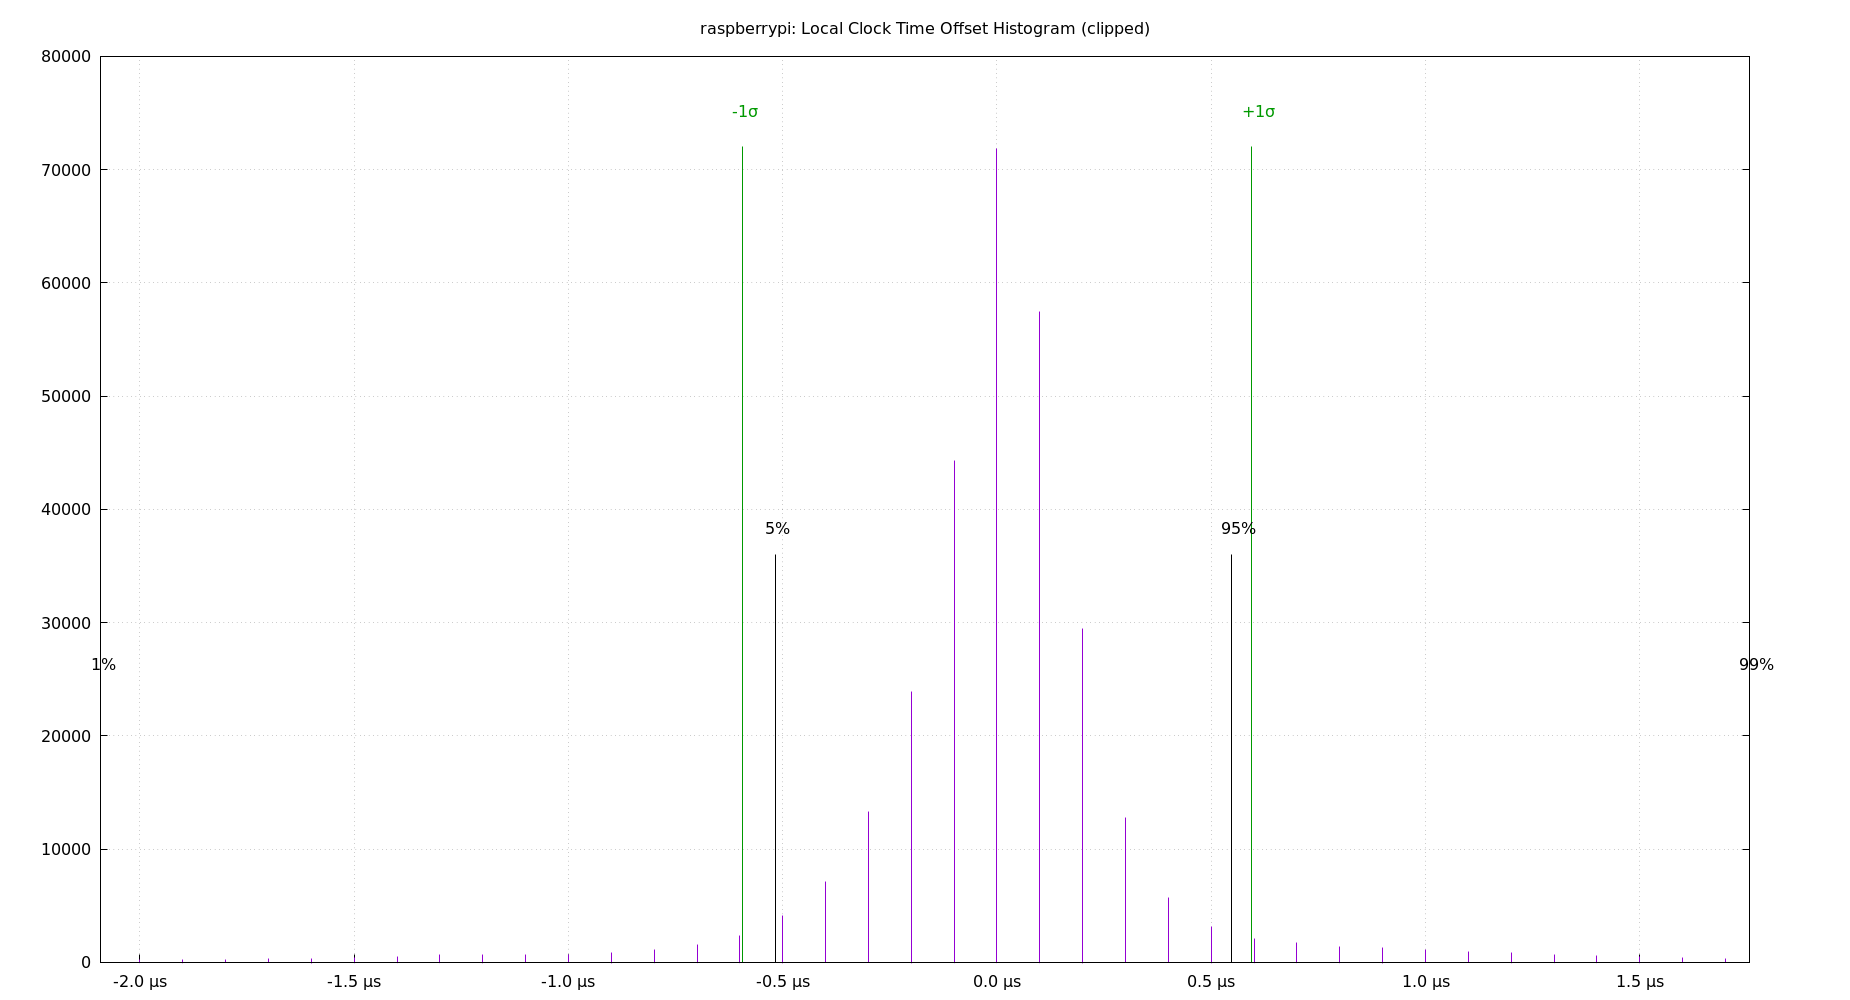 raspberrypi: Local Clock Time Offset Histogram (clipped)
80000
-1σ
+1σ
70000
60000
50000
40000
5%
95%
30000
1%
99%
20000
10000
0
-2.0 µs
-1.5 µs
-1.0 µs
-0.5 µs
0.0 µs
0.5 µs
1.0 µs
1.5 µs